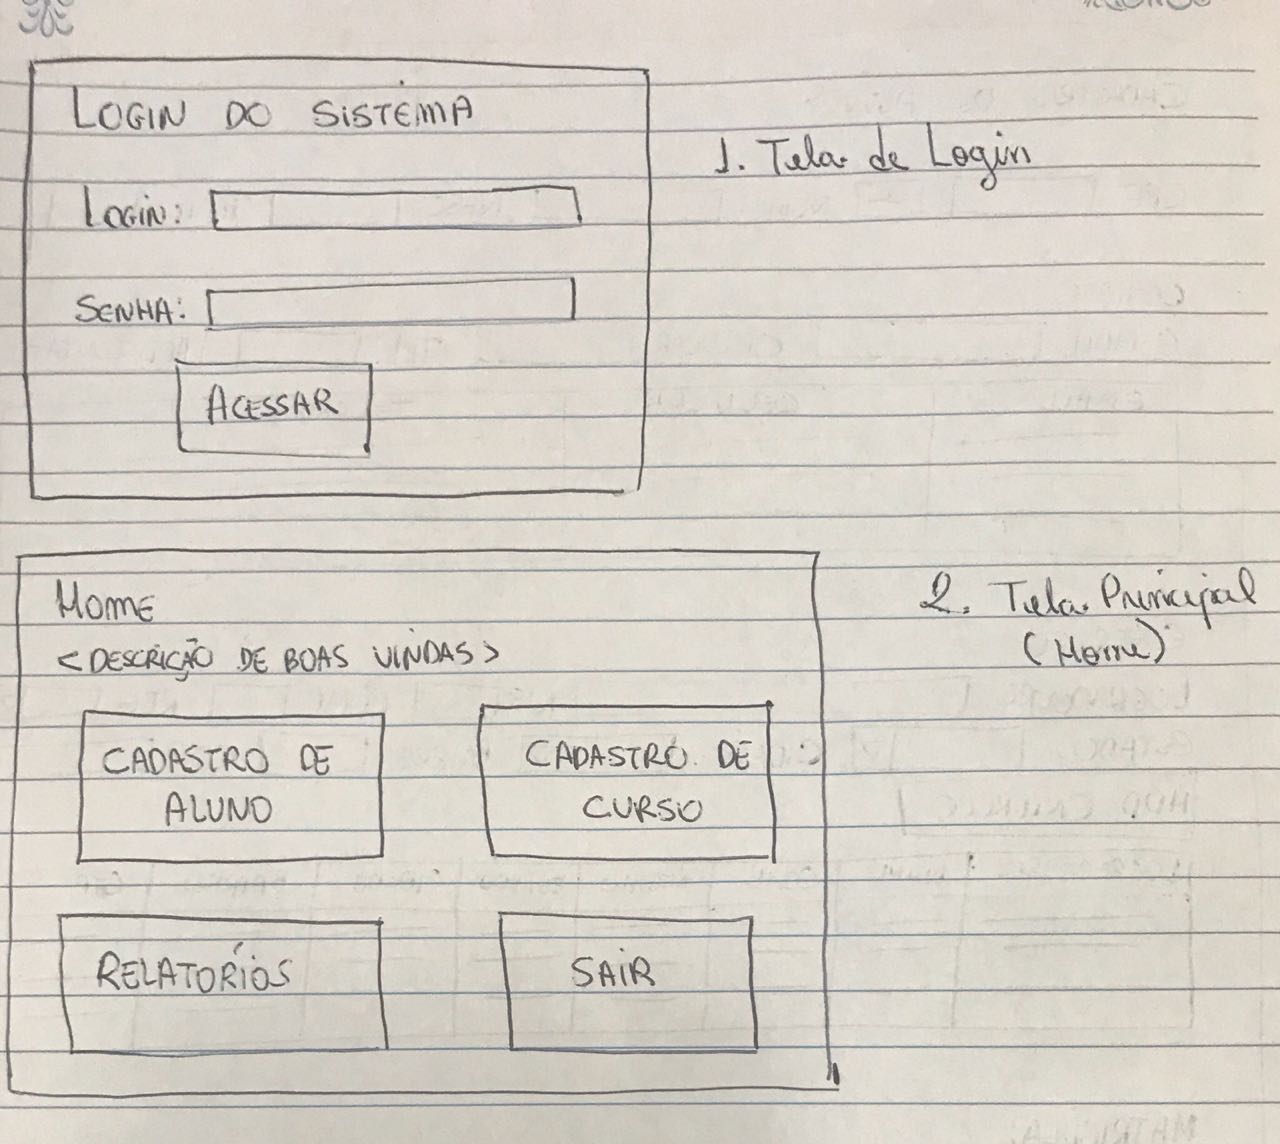 LOGIN DO SISTEMA
1. Tela de Login
LOGIN:
SENHA:
ACESSAR
2. Tela Principal
(Home)
HOME
<DESCRIÇÃO DE BOAS VINDAS>
CADASTRO DE
ALUNO
CADASTRO DE
CURSO
RELATORÍOS
SAIR